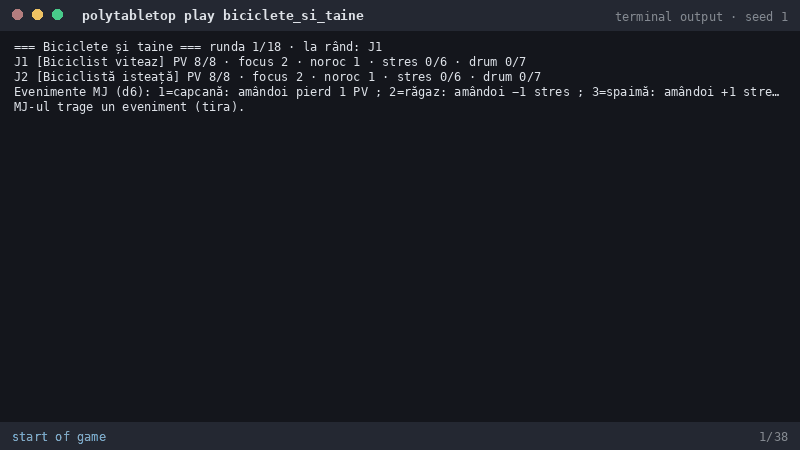 polytabletop play biciclete_si_taine
terminal output · seed 1
=== Biciclete și taine === runda 1/18 · la rând: J1
J1 [Biciclist viteaz] PV 8/8 · focus 2 · noroc 1 · stres 0/6 · drum 0/7
J2 [Biciclistă isteață] PV 8/8 · focus 2 · noroc 1 · stres 0/6 · drum 0/7
Evenimente MJ (d6): 1=capcană: amândoi pierd 1 PV ; 2=răgaz: amândoi −1 stres ; 3=spaimă: amândoi +1 stre…
MJ-ul trage un eveniment (tira).
start of game
1/38